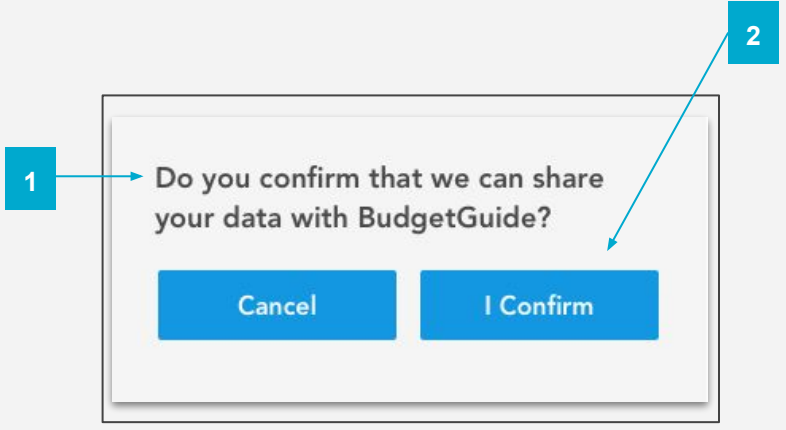 2
1
Do you confirm that we can share
your data with BudgetGuide?
Cancel
I Confirm